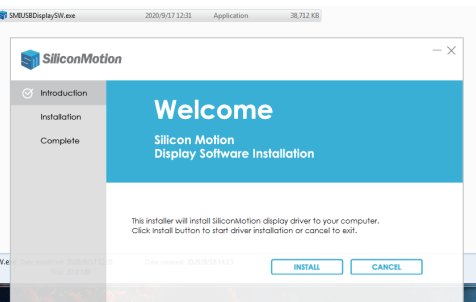 SMIUSBDisplaySW.exe 2020/9/17 12:31 Application 38,712 KB
SiliconMotion
Introduction
Installation
Complete
Welcome
Silicon Motion
Display Software Installation
This installer will install SiliconMotion display driver to your computer.
Click Install button to start driver installation or cancel to exit.
INSTALL
CANCEL